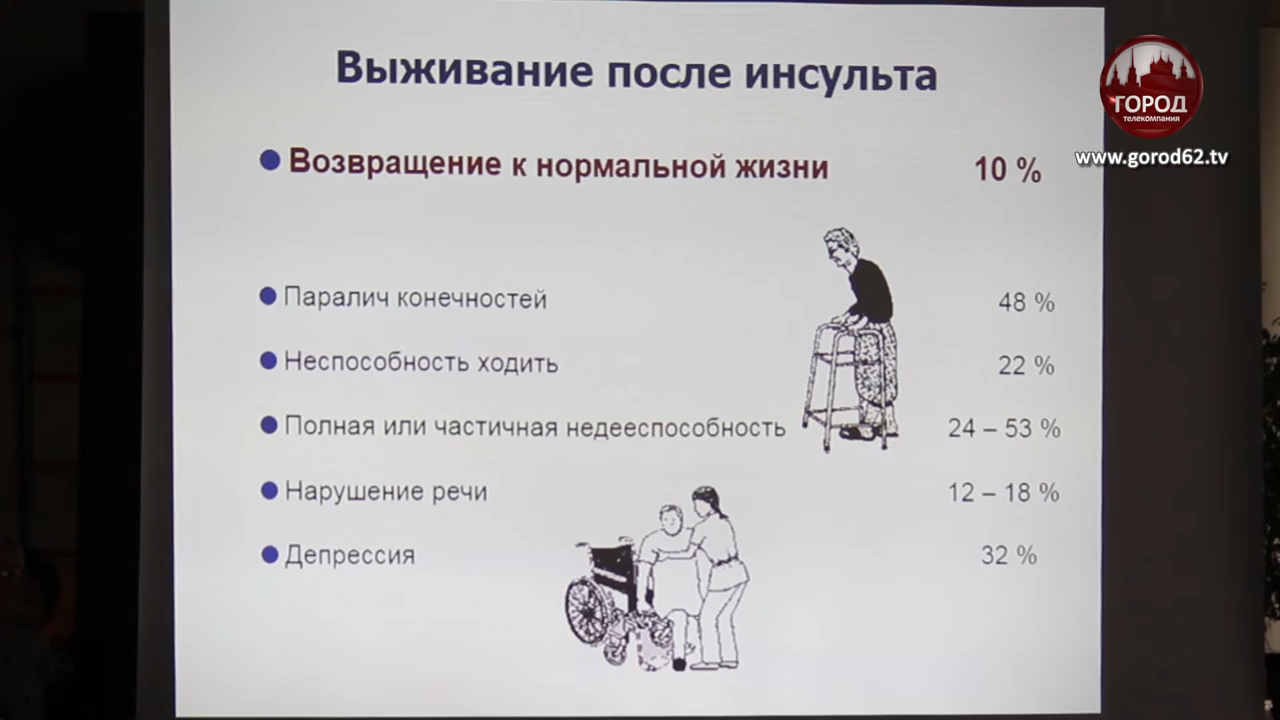 Выживание после инсульта
ГОРОД
телекомпания
www.gorod62.tv
Возвращение к нормальной жизни 10 %
Паралич конечностей 48 %
Неспособность ходить 22 %
Полная или частичная недееспособность 24 – 53 %
Нарушение речи 12 – 18 %
Депрессия 32 %